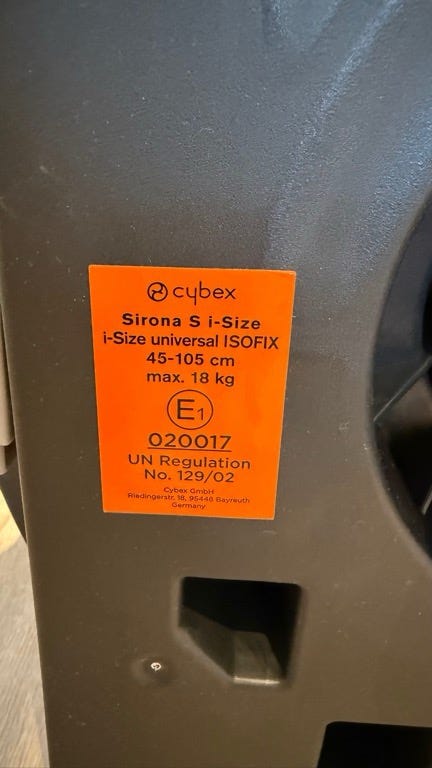 cybex
Sirona S i-Size
i-Size universal ISOFIX
45-105 cm
max. 18 kg
E1
020017
UN Regulation
No. 129/02
Cybex GmbH
Riedingerstr. 18, 95448 Bayreuth
Germany